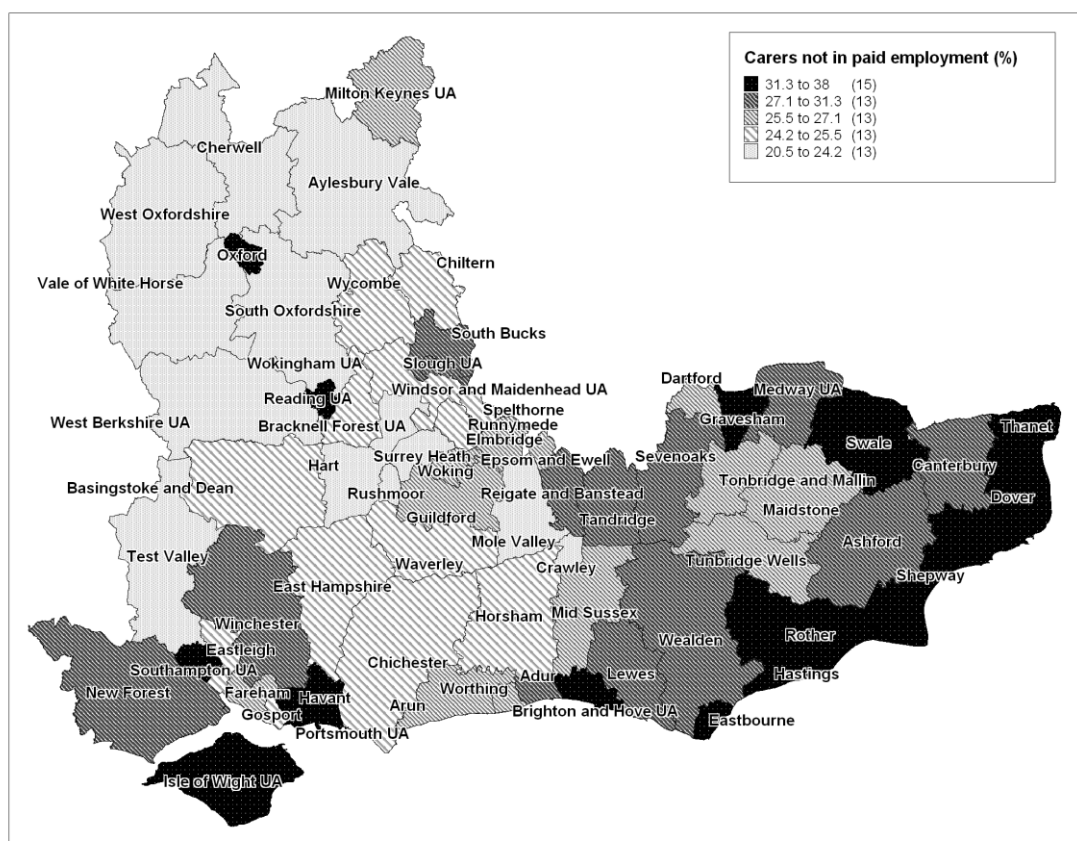 Carers not in paid employment (%)
31.3 to 38 (15)
27.1 to 31.3 (13)
25.5 to 27.1 (13)
24.2 to 25.5 (13)
20.5 to 24.2 (13)
Milton Keynes UA
Cherwell
Aylesbury Vale
West Oxfordshire
Oxford
Chiltern
Vale of White Horse
Wycombe
South Oxfordshire
South Bucks
Wokingham UA
Slough UA
Dartford
Windsor and Maidenhead UA
Medway UA
Reading UA
Spelthorne
Gravesham
Thanet
West Berkshire UA
Bracknell Forest UA
Runnymede
Elmbridge
Swale
Hart
Surrey Heath
Epsom and Ewell
Sevenoaks
Woking
Canterbury
Tonbridge and Mallin
Basingstoke and Dean
Rushmoor
Reigate and Banstead
Dover
Maidstone
Guildford
Tandridge
Ashford
Test Valley
Mole Valley
Waverley
Crawley
Tunbridge Wells
Shepway
East Hampshire
Mid Sussex
Horsham
Winchester
Rother
Wealden
Eastleigh
Chichester
Southampton UA
Adur
Lewes
Hastings
New Forest
Fareham
Havant
Worthing
Arun
Gosport
Brighton and Hove UA
Eastbourne
Portsmouth UA
Isle of Wight UA